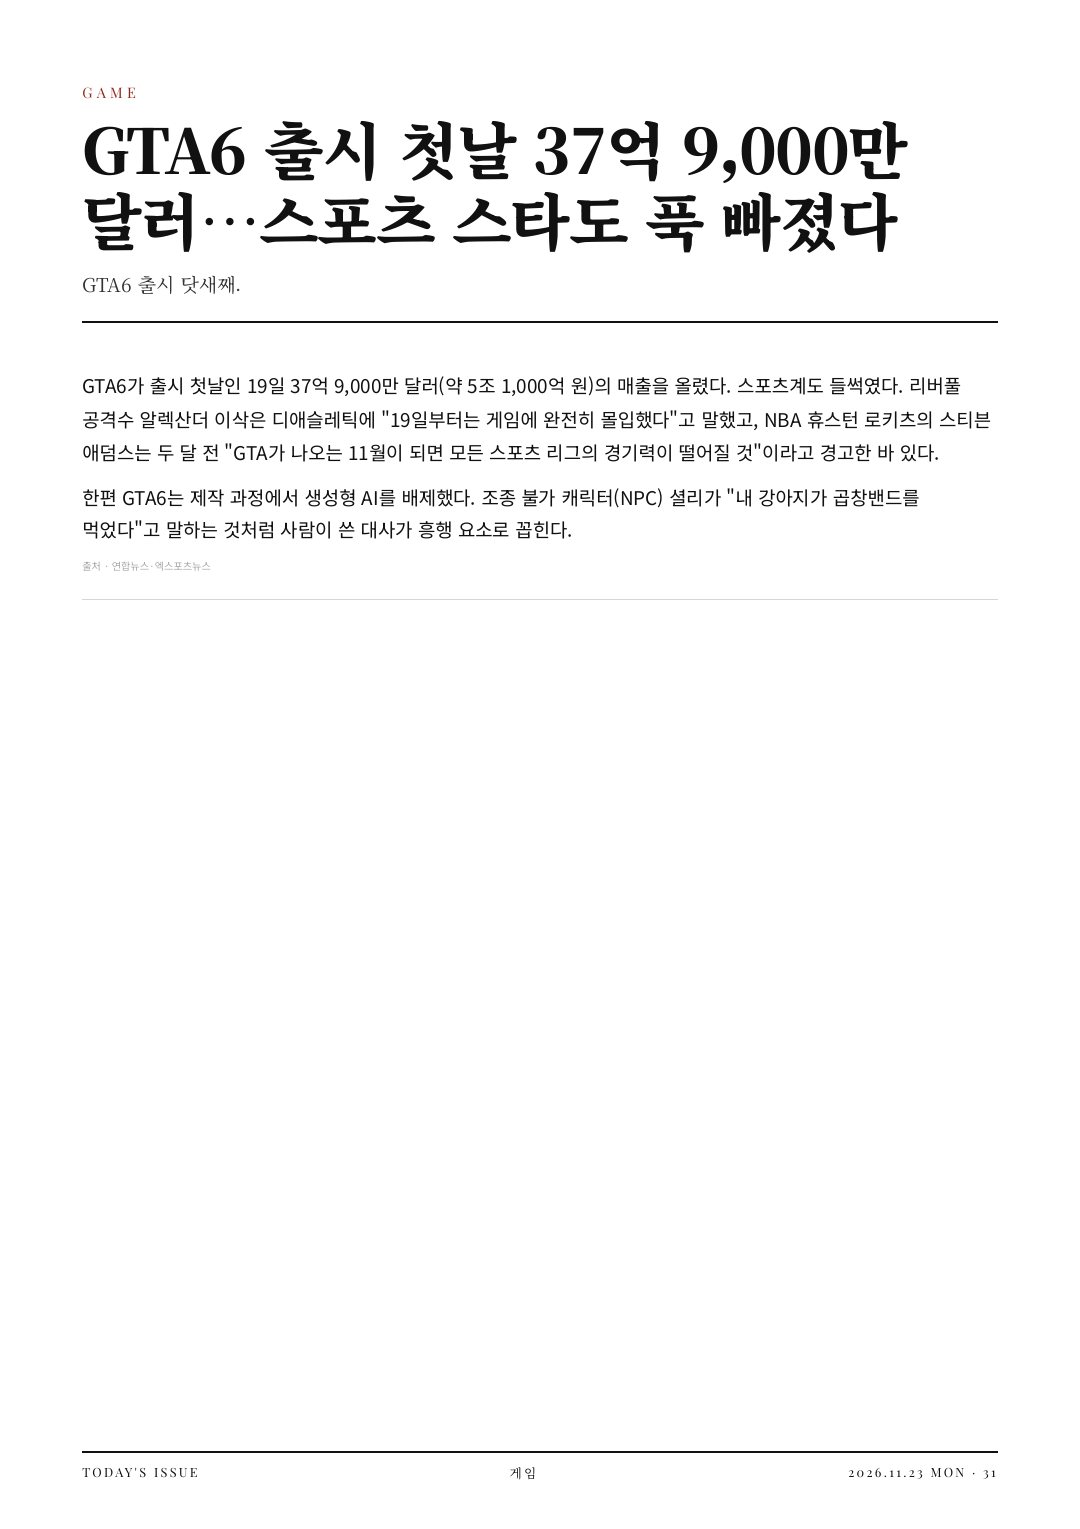 GAME
GTA6 출시 첫날 37억 9,000만
달러…스포츠 스타도 푹 빠졌다
GTA6 출시 닷새째.
GTA6가 출시 첫날인 19일 37억 9,000만 달러(약 5조 1,000억 원)의 매출을 올렸다. 스포츠계도 들썩였다. 리버풀
공격수 알렉산더 이삭은 디애슬레틱에 "19일부터는 게임에 완전히 몰입했다"고 말했고, NBA 휴스턴 로키츠의 스티븐
애덤스는 두 달 전 "GTA가 나오는 11월이 되면 모든 스포츠 리그의 경기력이 떨어질 것"이라고 경고한 바 있다.
한편 GTA6는 제작 과정에서 생성형 AI를 배제했다. 조종 불가 캐릭터(NPC) 셜리가 "내 강아지가 곱창밴드를
먹었다"고 말하는 것처럼 사람이 쓴 대사가 흥행 요소로 꼽힌다.
출처 · 연합뉴스·엑스포츠뉴스
TODAY'S ISSUE
게임
2026.11.23 MON · 31